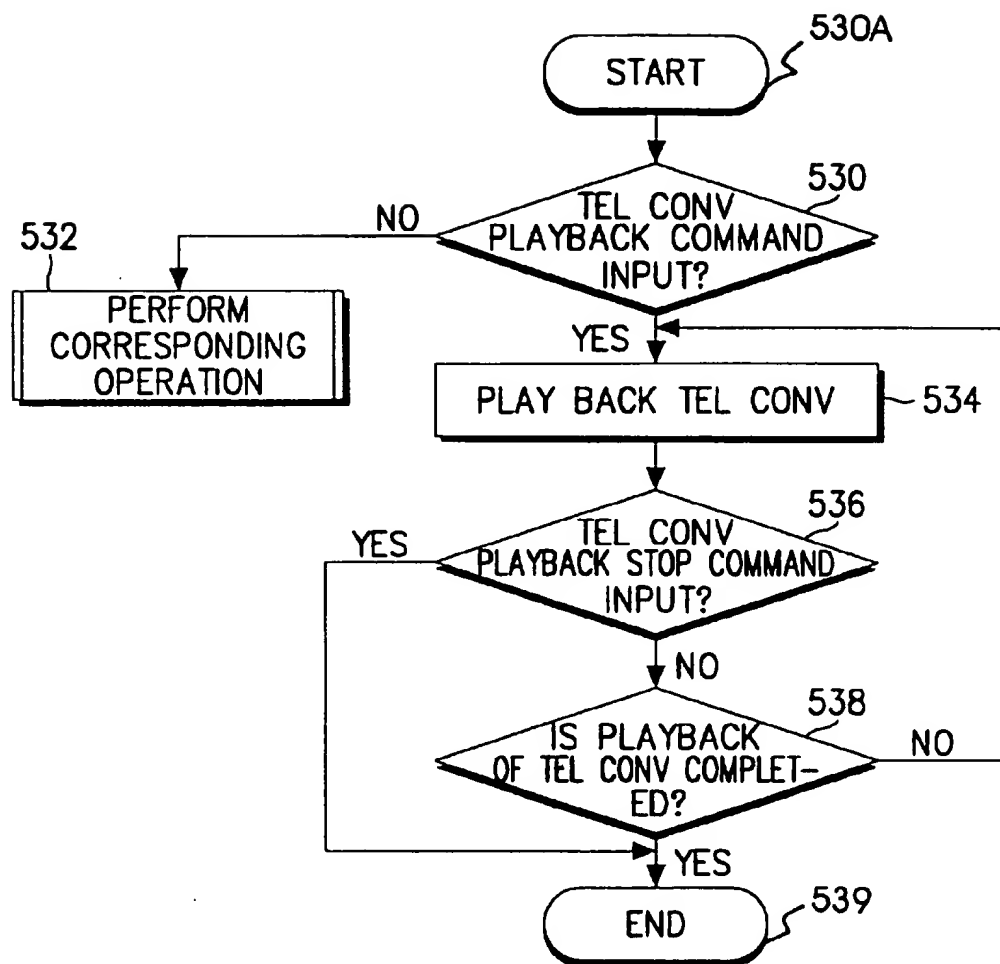 START
530A
TEL CONV
PLAYBACK COMMAND
INPUT?
530
NO
532
PERFORM
CORRESPONDING
OPERATION
YES
PLAY BACK TEL CONV
534
TEL CONV
PLAYBACK STOP COMMAND
INPUT?
536
YES
NO
IS PLAYBACK
OF TEL CONV COMPLET-
ED?
538
NO
YES
END
539